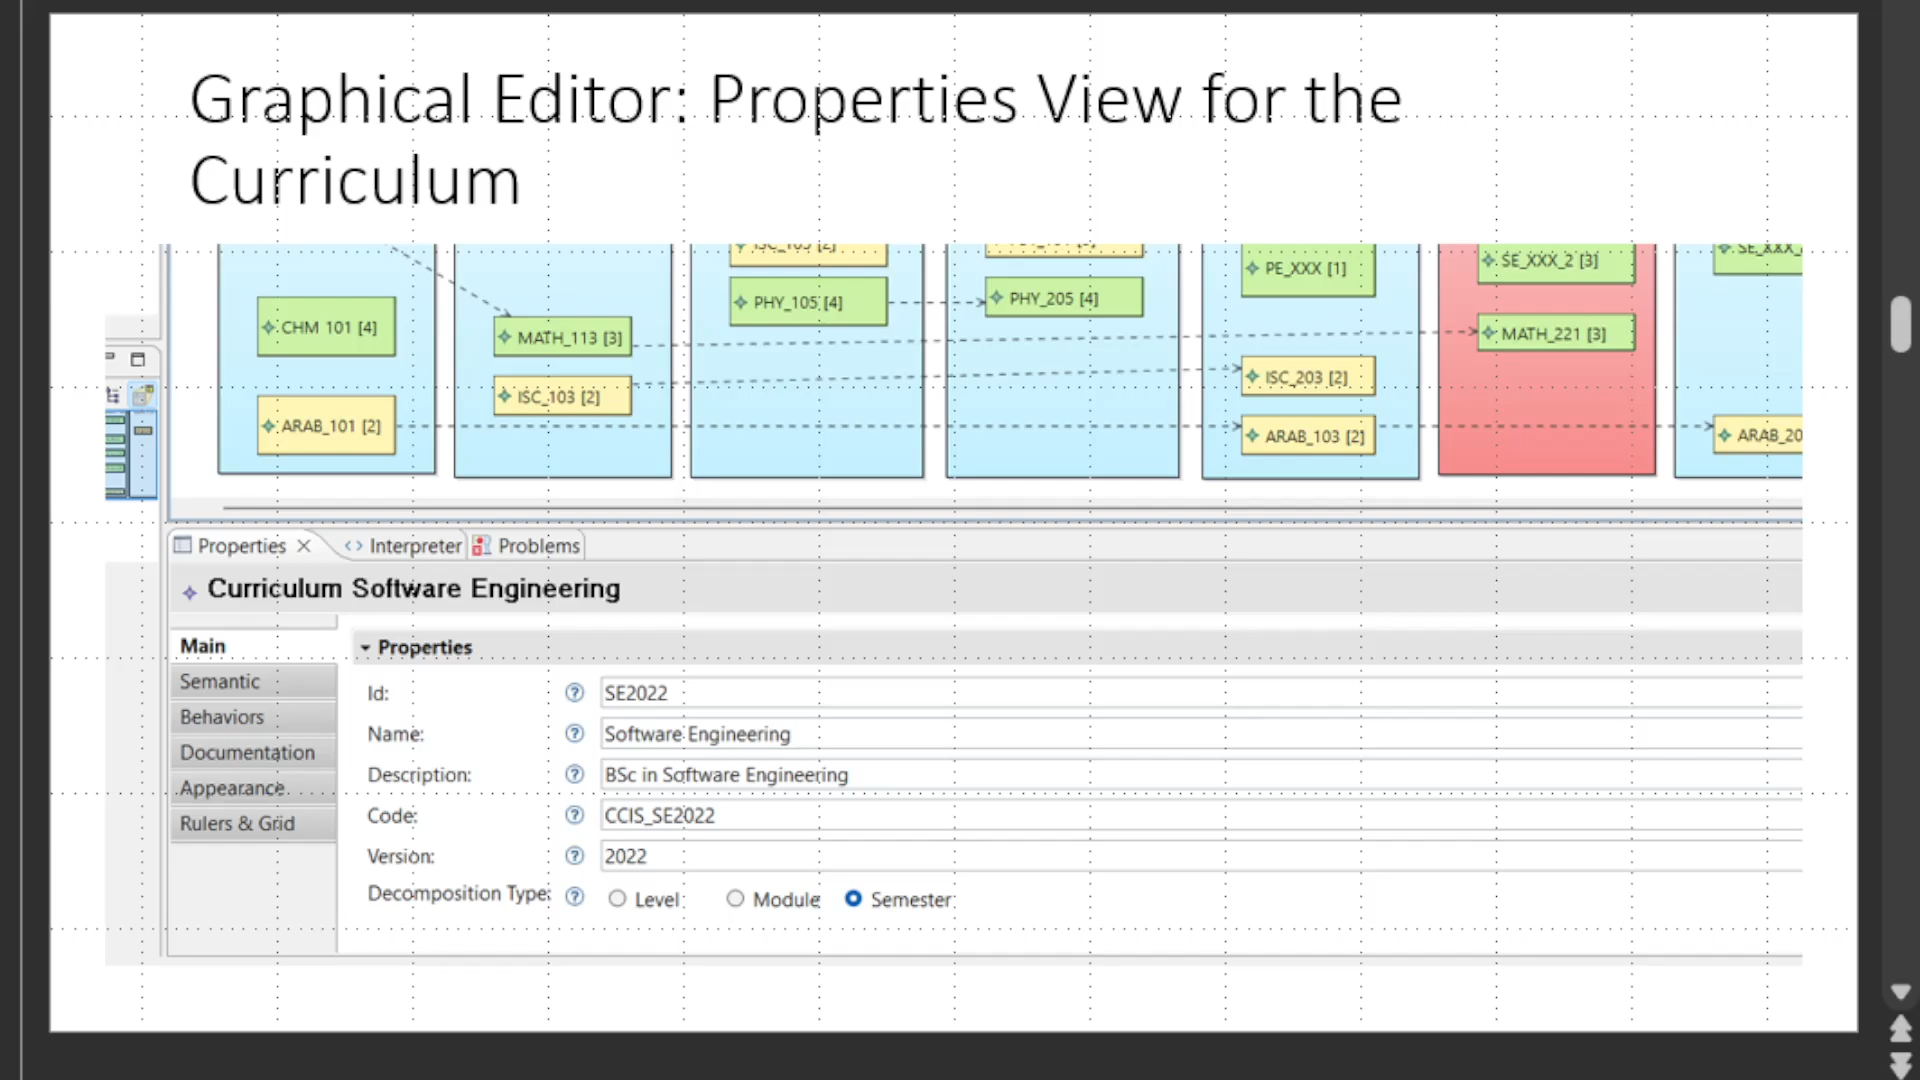 Graphical Editor: Properties View for the
Curriculum
PE_XXX [1]
SE_XXX_2 [3]
SE_XXX
CHM 101 [4]
MATH_113 [3]
PHY_105 [4]
PHY_205 [4]
MATH_221 [3]
ISC_103 [2]
ISC_203 [2]
ARAB_101 [2]
ARAB_103 [2]
ARAB_20
Properties
Interpreter
Problems
Curriculum Software Engineering
Main
Semantic
Behaviors
Documentation
Appearance
Rulers & Grid
Properties
Id: SE2022
Name: Software Engineering
Description: BSc in Software Engineering
Code: CCIS_SE2022
Version: 2022
Decomposition Type: Level Module Semester